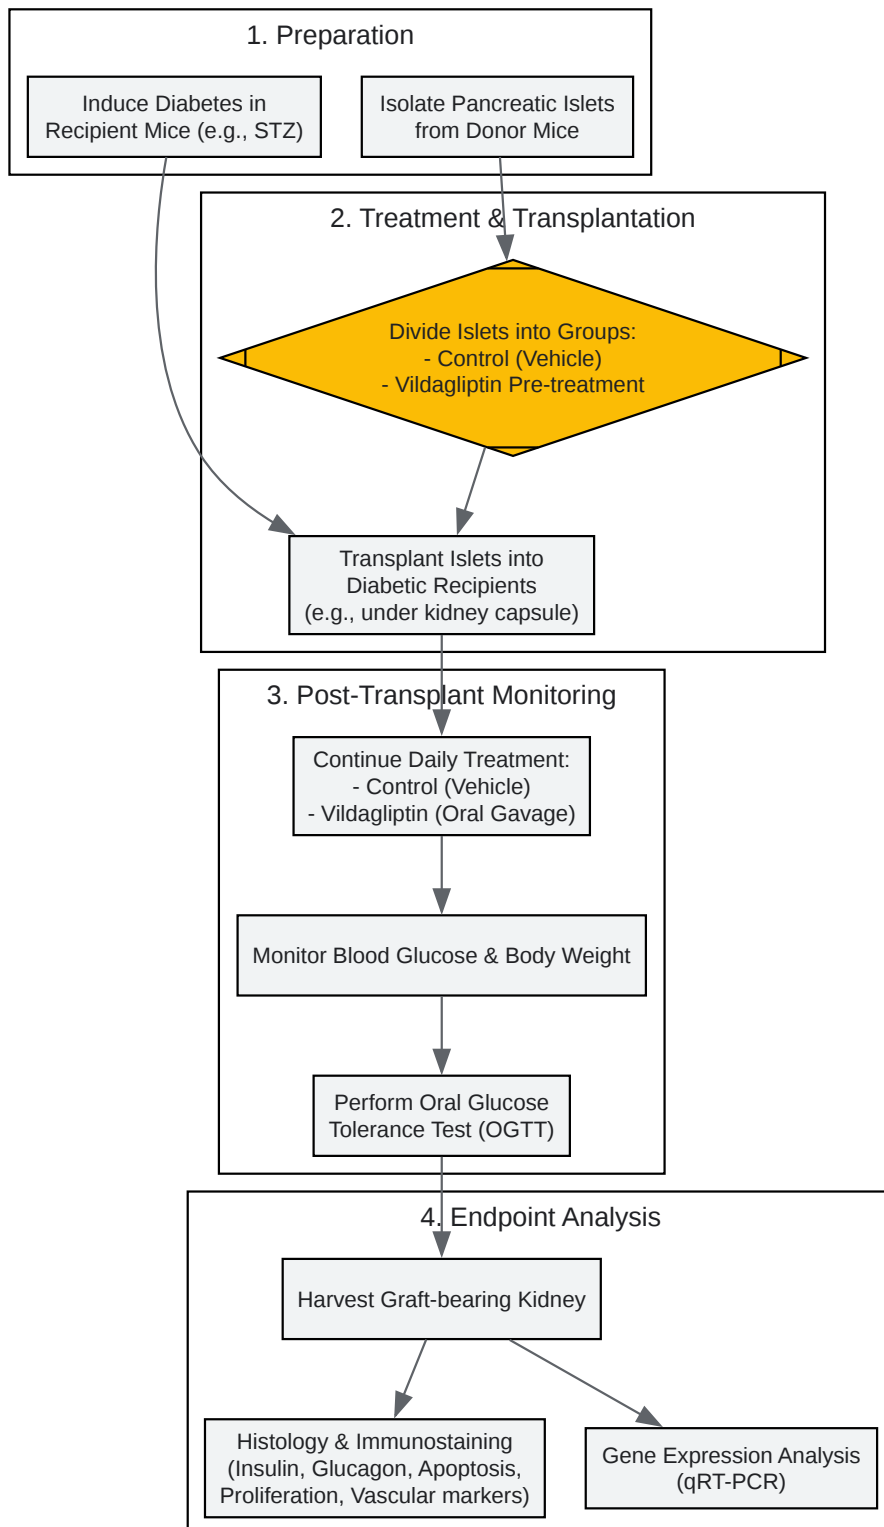 1. Preparation
Induce Diabetes in
Recipient Mice (e.g., STZ)
Isolate Pancreatic Islets
from Donor Mice
2. Treatment & Transplantation
Divide Islets into Groups:
- Control (Vehicle)
- Vildagliptin Pre-treatment
Transplant Islets into
Diabetic Recipients
(e.g., under kidney capsule)
3. Post-Transplant Monitoring
Continue Daily Treatment:
- Control (Vehicle)
- Vildagliptin (Oral Gavage)
Monitor Blood Glucose & Body Weight
Perform Oral Glucose
Tolerance Test (OGTT)
4. Endpoint Analysis
Harvest Graft-bearing Kidney
Histology & Immunostaining
(Insulin, Glucagon, Apoptosis,
Proliferation, Vascular markers)
Gene Expression Analysis
(qRT-PCR)